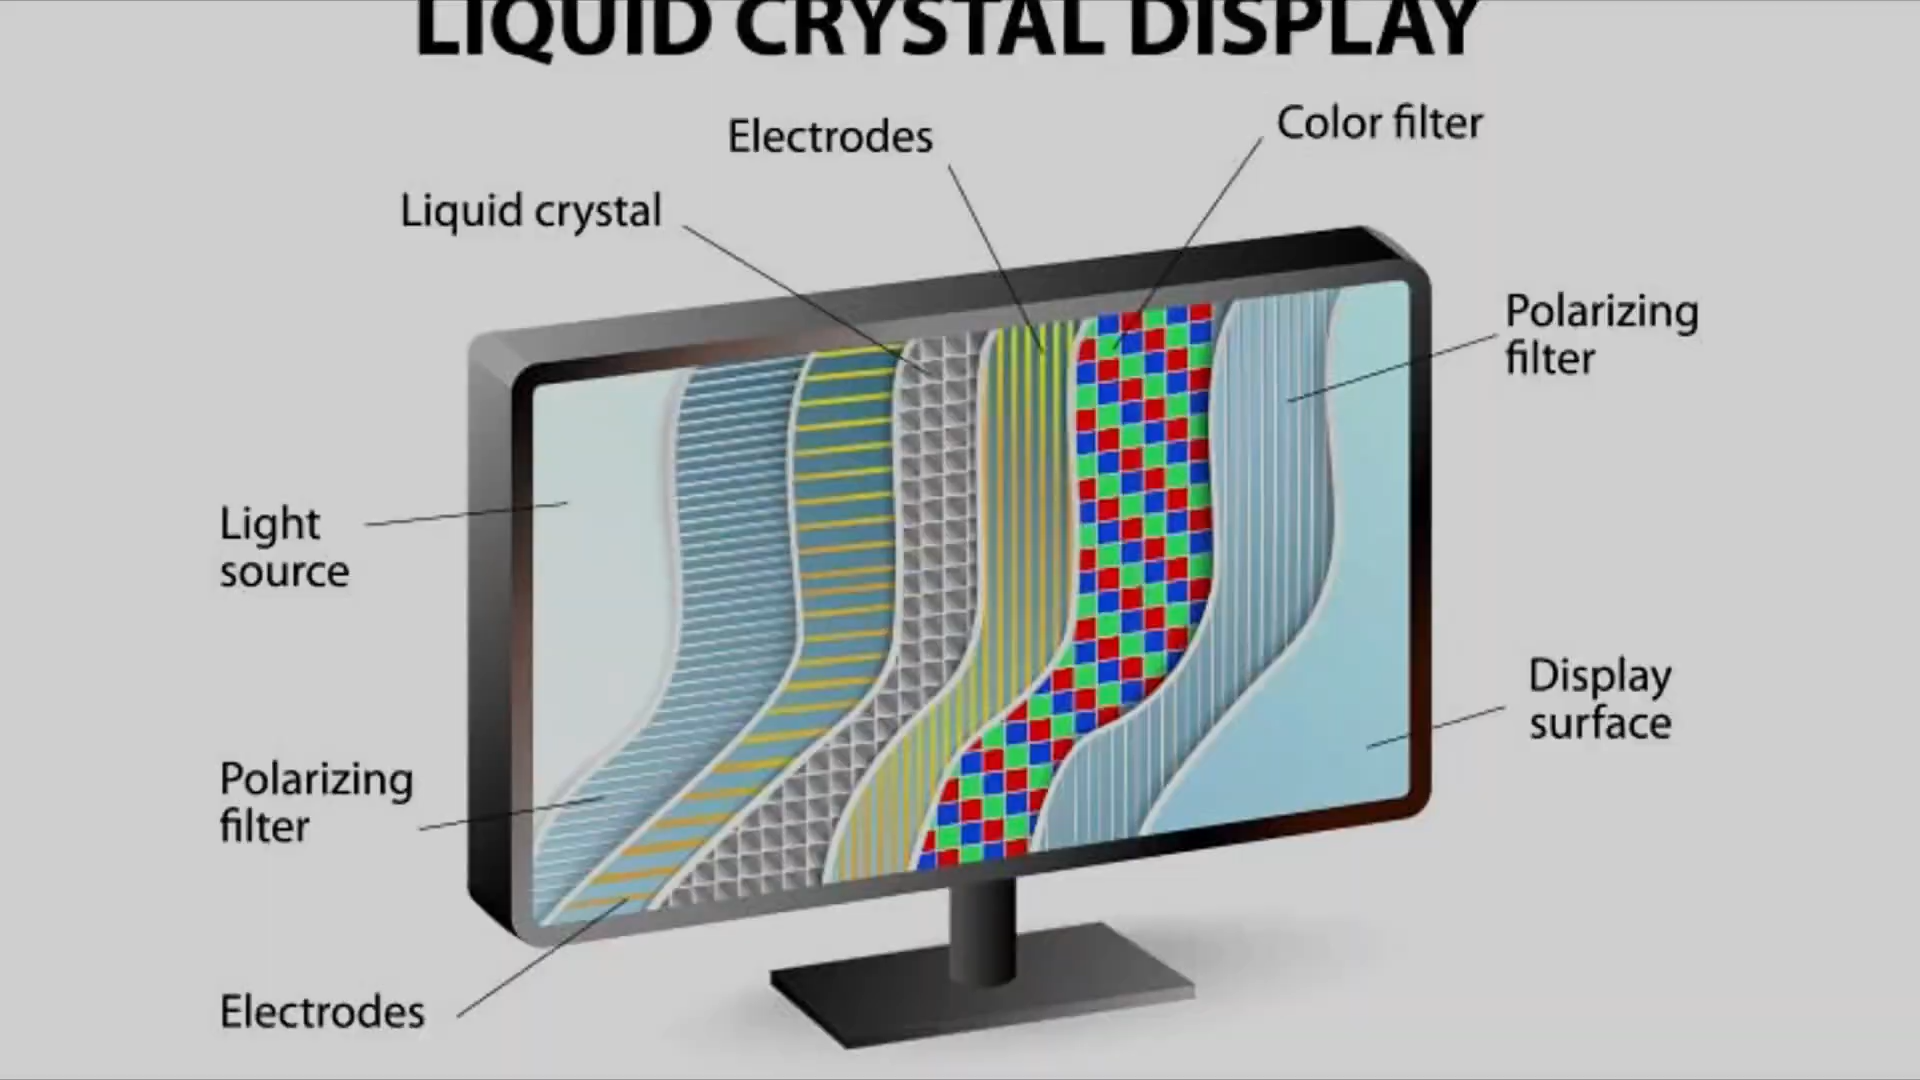 LIQUID CRYSTAL DISPLAY
Electrodes
Color filter
Liquid crystal
Polarizing
filter
Light
source
Display
surface
Polarizing
filter
Electrodes